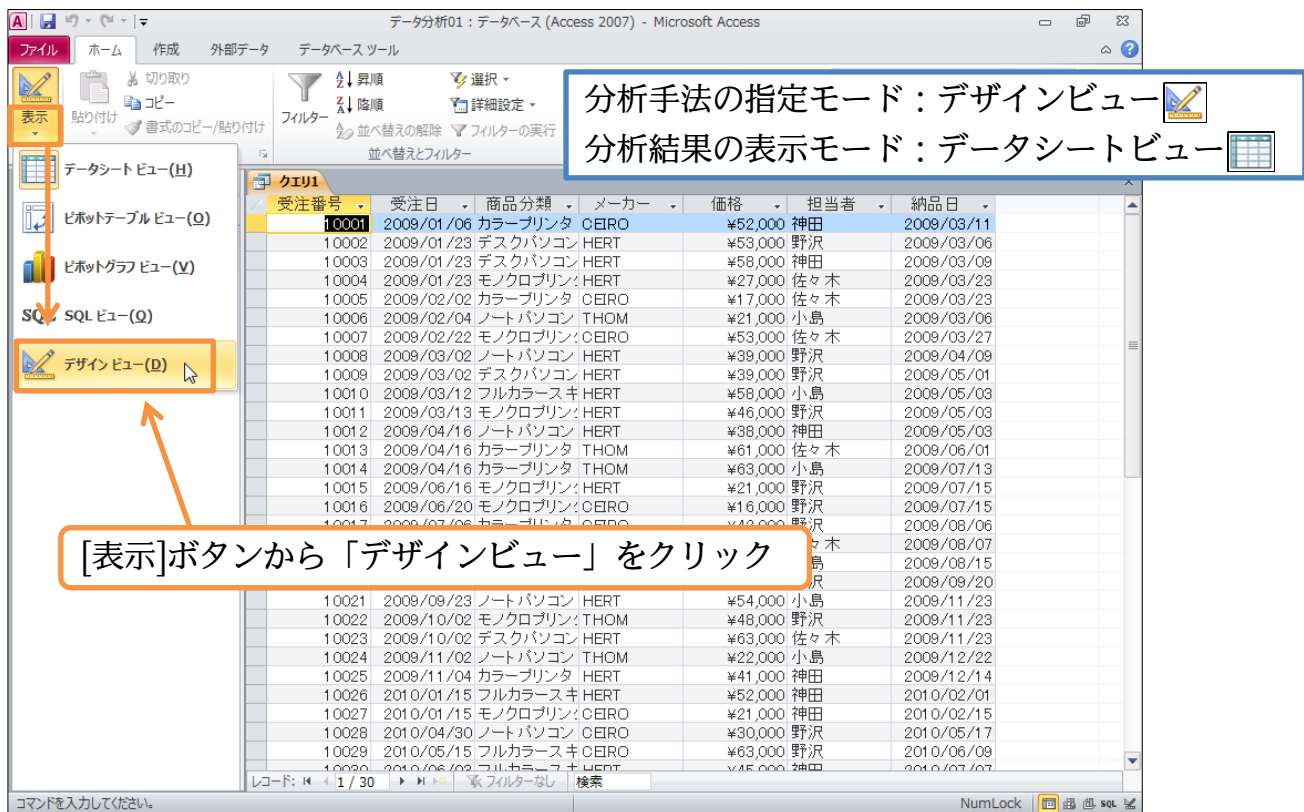 データ分析01 : データベース (Access 2007) - Microsoft Access
ファイル ホーム 作成 外部データ データベース ツール
表示
貼り付け
切り取り
コピー
書式のコピー/貼り付け
フィルター
昇順
降順
並べ替えの解除
選択
詳細設定
フィルターの実行
並べ替えとフィルター
分析手法の指定モード：デザインビュー
分析結果の表示モード：データシートビュー
データシート ビュー(H)
ピボットテーブル ビュー(O)
ピボットグラフ ビュー(V)
SQL ビュー(Q)
デザイン ビュー(D)
[表示]ボタンから「デザインビュー」をクリック
クエリ1
受注番号 受注日 商品分類 メーカー 価格 担当者 納品日
10001 2009/01/06 カラープリンタ CEIRO ¥52,000 神田 2009/03/11
10002 2009/01/23 デスクパソコン HERT ¥53,000 野沢 2009/03/06
10003 2009/01/23 デスクパソコン HERT ¥58,000 神田 2009/03/09
10004 2009/01/23 モノクロプリン HERT ¥27,000 佐々木 2009/03/23
10005 2009/02/02 カラープリンタ CEIRO ¥17,000 佐々木 2009/03/23
10006 2009/02/04 ノートパソコン THOM ¥21,000 小島 2009/03/06
10007 2009/02/22 モノクロプリン CEIRO ¥53,000 佐々木 2009/03/27
10008 2009/03/02 ノートパソコン HERT ¥39,000 野沢 2009/04/09
10009 2009/03/02 デスクパソコン HERT ¥39,000 野沢 2009/05/01
10010 2009/03/12 フルカラースキ HERT ¥58,000 小島 2009/05/03
10011 2009/03/13 モノクロプリン HERT ¥46,000 野沢 2009/05/03
10012 2009/04/16 ノートパソコン HERT ¥38,000 神田 2009/05/03
10013 2009/04/16 カラープリンタ THOM ¥61,000 佐々木 2009/06/01
10014 2009/04/16 カラープリンタ THOM ¥63,000 小島 2009/07/13
10015 2009/06/16 モノクロプリン HERT ¥21,000 野沢 2009/07/15
10016 2009/06/20 モノクロプリン CEIRO ¥16,000 野沢 2009/07/15
野沢 2009/08/06
々木 2009/08/07
島 2009/08/15
沢 2009/09/20
10021 2009/09/23 ノートパソコン HERT ¥54,000 小島 2009/11/23
10022 2009/10/02 モノクロプリン THOM ¥48,000 野沢 2009/11/23
10023 2009/10/02 デスクパソコン HERT ¥63,000 佐々木 2009/11/23
10024 2009/11/02 ノートパソコン THOM ¥22,000 小島 2009/12/22
10025 2009/11/04 カラープリンタ HERT ¥41,000 神田 2009/12/14
10026 2010/01/15 フルカラースキ HERT ¥52,000 神田 2010/02/01
10027 2010/01/15 モノクロプリン CEIRO ¥21,000 神田 2010/02/15
10028 2010/04/30 ノートパソコン CEIRO ¥30,000 野沢 2010/05/17
10029 2010/05/15 フルカラースキ CEIRO ¥63,000 野沢 2010/06/09
レコード: 1 / 30 フィルターなし 検索
コマンドを入力してください。 NumLock SQL